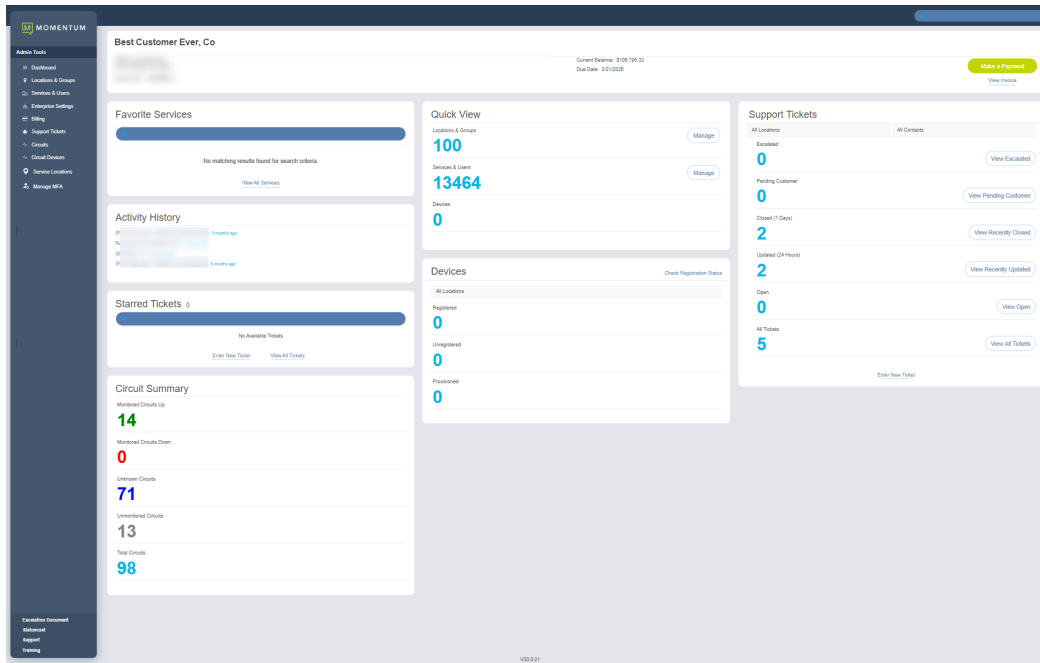 MOMENTUM
Admin Tools
Dashboard
Locations & Groups
Services & Users
Enterprise Settings
Billing
Support Tickets
Circuits
Circuit Devices
Service Locations
Manage MFA
Escalation Document
Statuscast
Support
Training
Best Customer Ever, Co
Current Balance: $106,796.32
Due Date: 2/21/2026
Make a Payment
View Invoice
Favorite Services
No matching results found for search criteria
View All Services
Activity History
3 months ago
6 months ago
Starred Tickets 0
No Available Tickets
Enter New Ticket View All Tickets
Circuit Summary
Monitored Circuits Up
14
Monitored Circuits Down
0
Unknown Circuits
71
Unmonitored Circuits
13
Total Circuits
98
Quick View
Locations & Groups
100
Manage
Services & Users
13464
Manage
Devices
0
Devices
Check Registration Status
All Locations
Registered
0
Unregistered
0
Provisioned
0
Support Tickets
All Locations All Contacts
Escalated
0
View Escalated
Pending Customer
0
View Pending Customer
Closed (7 Days)
2
View Recently Closed
Updated (24 Hours)
2
View Recently Updated
Open
0
View Open
All Tickets
5
View All Tickets
Enter New Ticket
V30.0.21